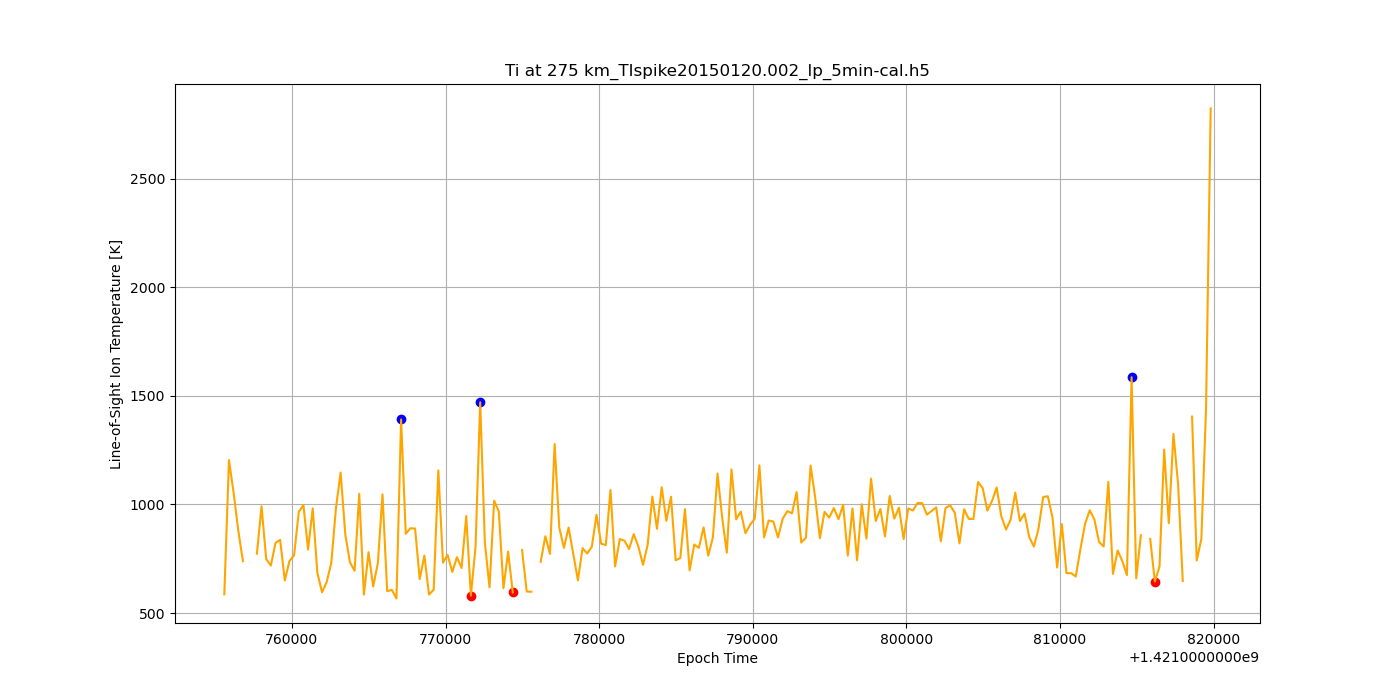 Ti at 275 km_TIspike20150120.002_lp_5min-cal.h5
Line-of-Sight Ion Temperature [K]
2500
2000
1500
1000
500
760000 770000 780000 790000 800000 810000 820000
Epoch Time
+1.4210000000e9